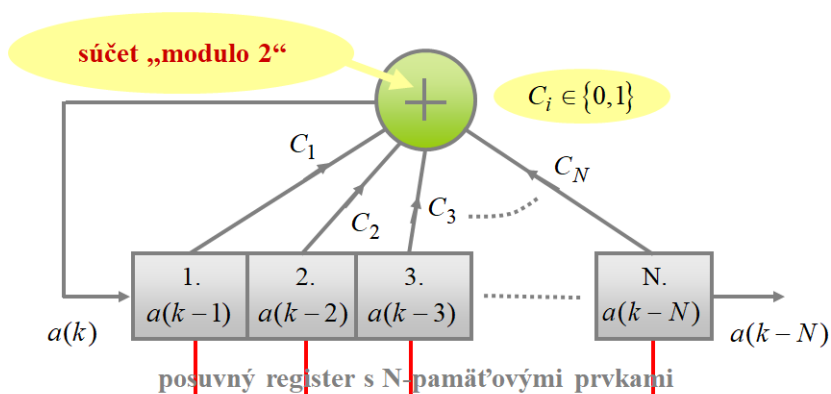 súčet „modulo 2“
+
C_i ∈ {0,1}
C_1
C_2
C_3
C_N
1. 2. 3. N.
a(k−1) a(k−2) a(k−3) a(k−N)
a(k) a(k−N)
posuvný register s N-pamäťovými prvkami